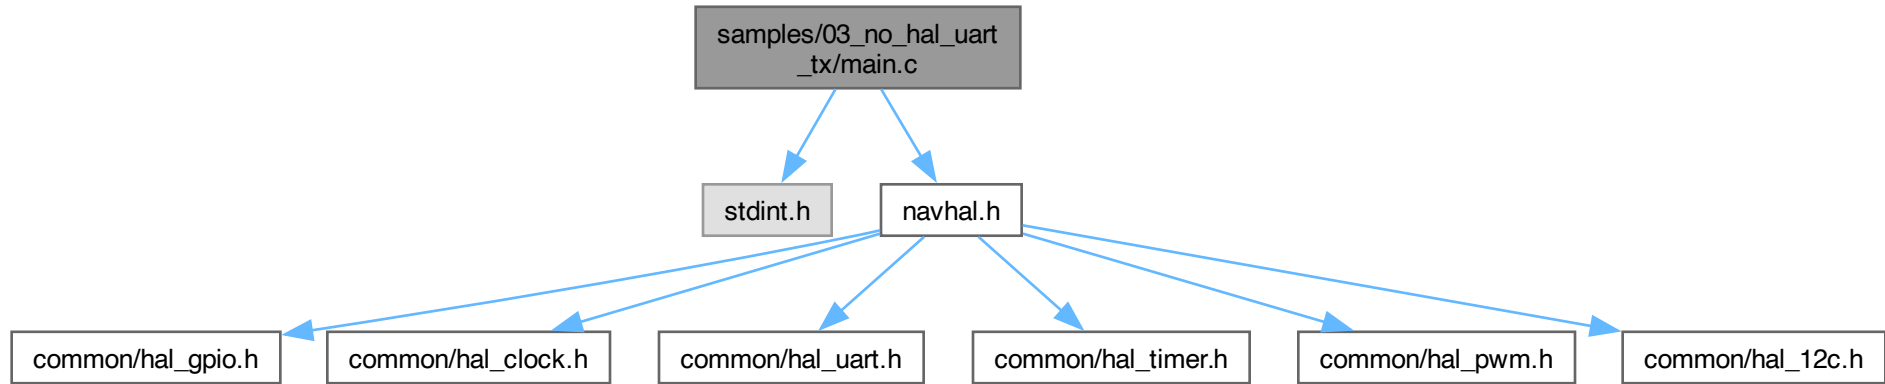 samples/03_no_hal_uart
_tx/main.c
stdint.h
navhal.h
common/hal_gpio.h
common/hal_clock.h
common/hal_uart.h
common/hal_timer.h
common/hal_pwm.h
common/hal_12c.h